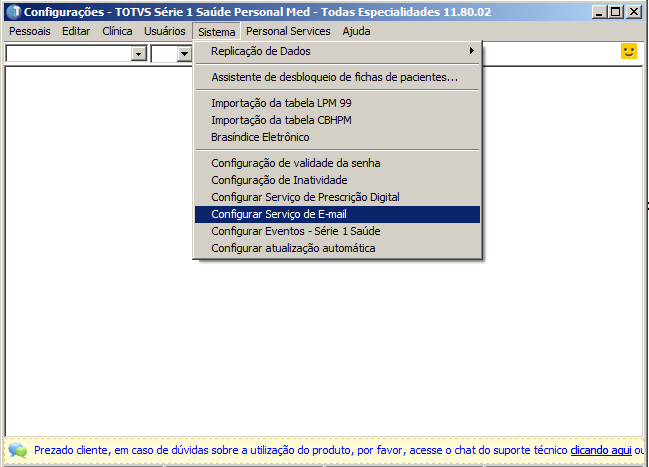 Configurações - TOTVS Série 1 Saúde Personal Med - Todas Especialidades 11.80.02
Pessoais Editar Clínica Usuários Sistema Personal Services Ajuda
Replicação de Dados
Assistente de desbloqueio de fichas de pacientes...
Importação da tabela LPM 99
Importação da tabela CBHPM
Brasíndice Eletrônico
Configuração de validade da senha
Configuração de Inatividade
Configurar Serviço de Prescrição Digital
Configurar Serviço de E-mail
Configurar Eventos - Série 1 Saúde
Configurar atualização automática
Prezado cliente, em caso de dúvidas sobre a utilização do produto, por favor, acesse o chat do suporte técnico clicando aqui ou